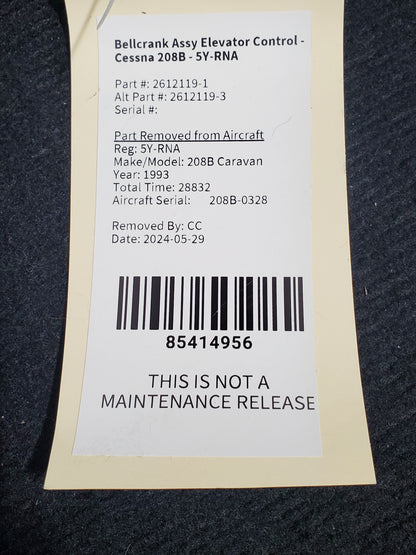 Bellcrank Assy Elevator Control -
Cessna 208B - 5Y-RNA
Part #: 2612119-1
Alt Part #: 2612119-3
Serial #:
Part Removed from Aircraft
Reg: 5Y-RNA
Make/Model: 208B Caravan
Year: 1993
Total Time: 28832
Aircraft Serial: 208B-0328
Removed By: CC
Date: 2024-05-29
85414956
THIS IS NOT A
MAINTENANCE RELEASE